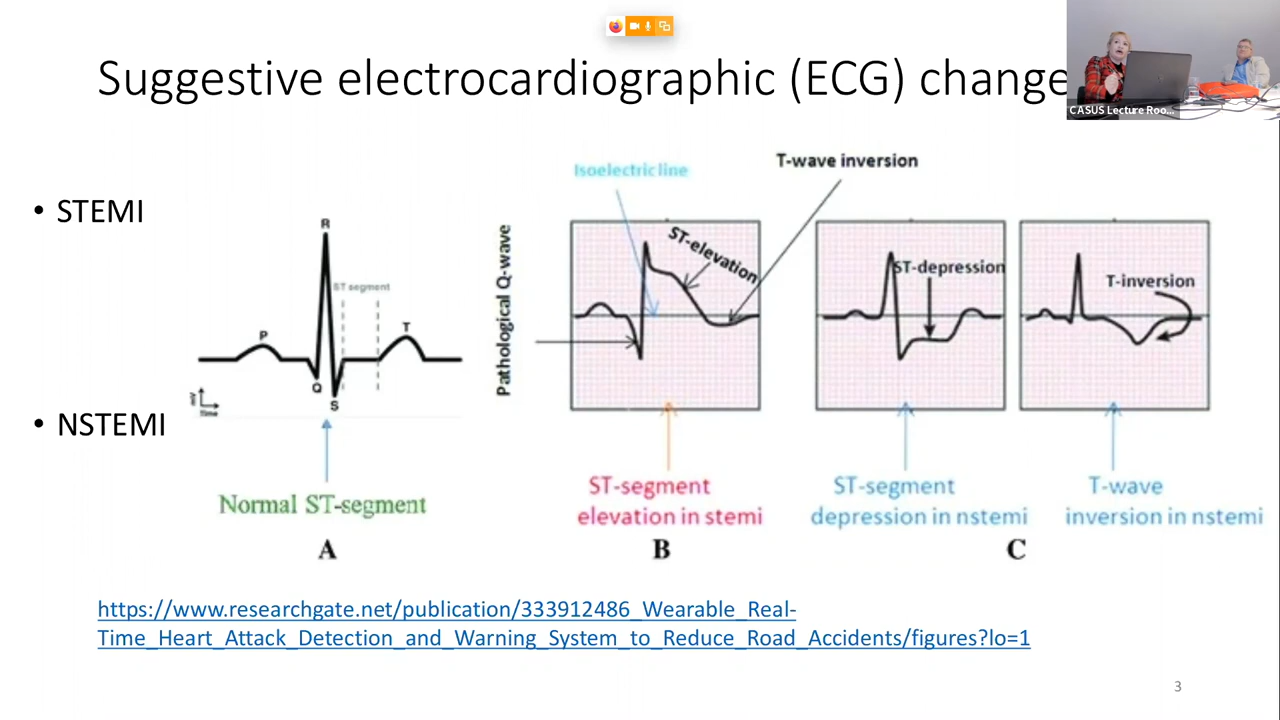 Suggestive electrocardiographic (ECG) change
CASUS Lecture Roo...
• STEMI
• NSTEMI
R
ST segment
P
T
Q
S
Time
Normal ST-segment
A
Pathological Q-wave
Isoelectric line
T-wave inversion
ST-elevation
ST-segment
elevation in stemi
B
ST-depression
ST-segment
depression in nstemi
T-inversion
T-wave
inversion in nstemi
C
https://www.researchgate.net/publication/333912486_Wearable_Real-
Time_Heart_Attack_Detection_and_Warning_System_to_Reduce_Road_Accidents/figures?lo=1
3